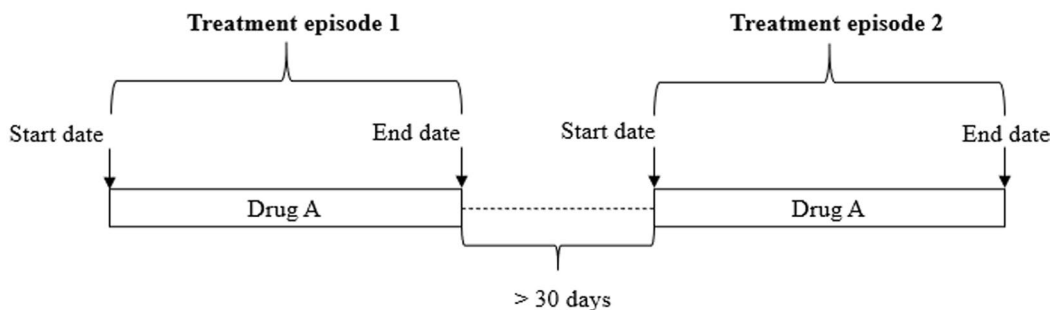 Treatment episode 1
Treatment episode 2
Start date
End date
Start date
End date
Drug A
Drug A
> 30 days